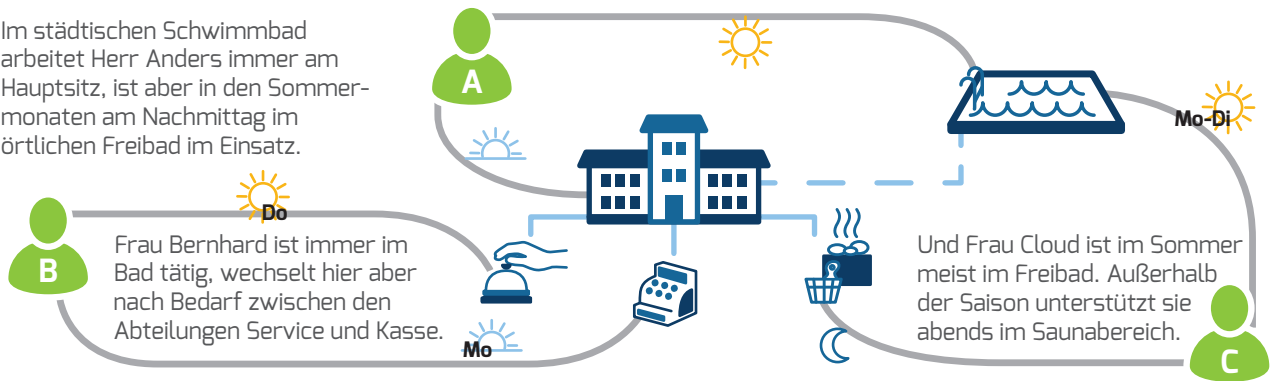 Im städtischen Schwimmbad
arbeitet Herr Anders immer am
Hauptsitz, ist aber in den Sommer-
monaten am Nachmittag im
örtlichen Freibad im Einsatz.
A
Mo-Di
Do
B
Frau Bernhard ist immer im
Bad tätig, wechselt hier aber
nach Bedarf zwischen den
Abteilungen Service und Kasse.
Mo
Und Frau Cloud ist im Sommer
meist im Freibad. Außerhalb
der Saison unterstützt sie
abends im Saunabereich.
C